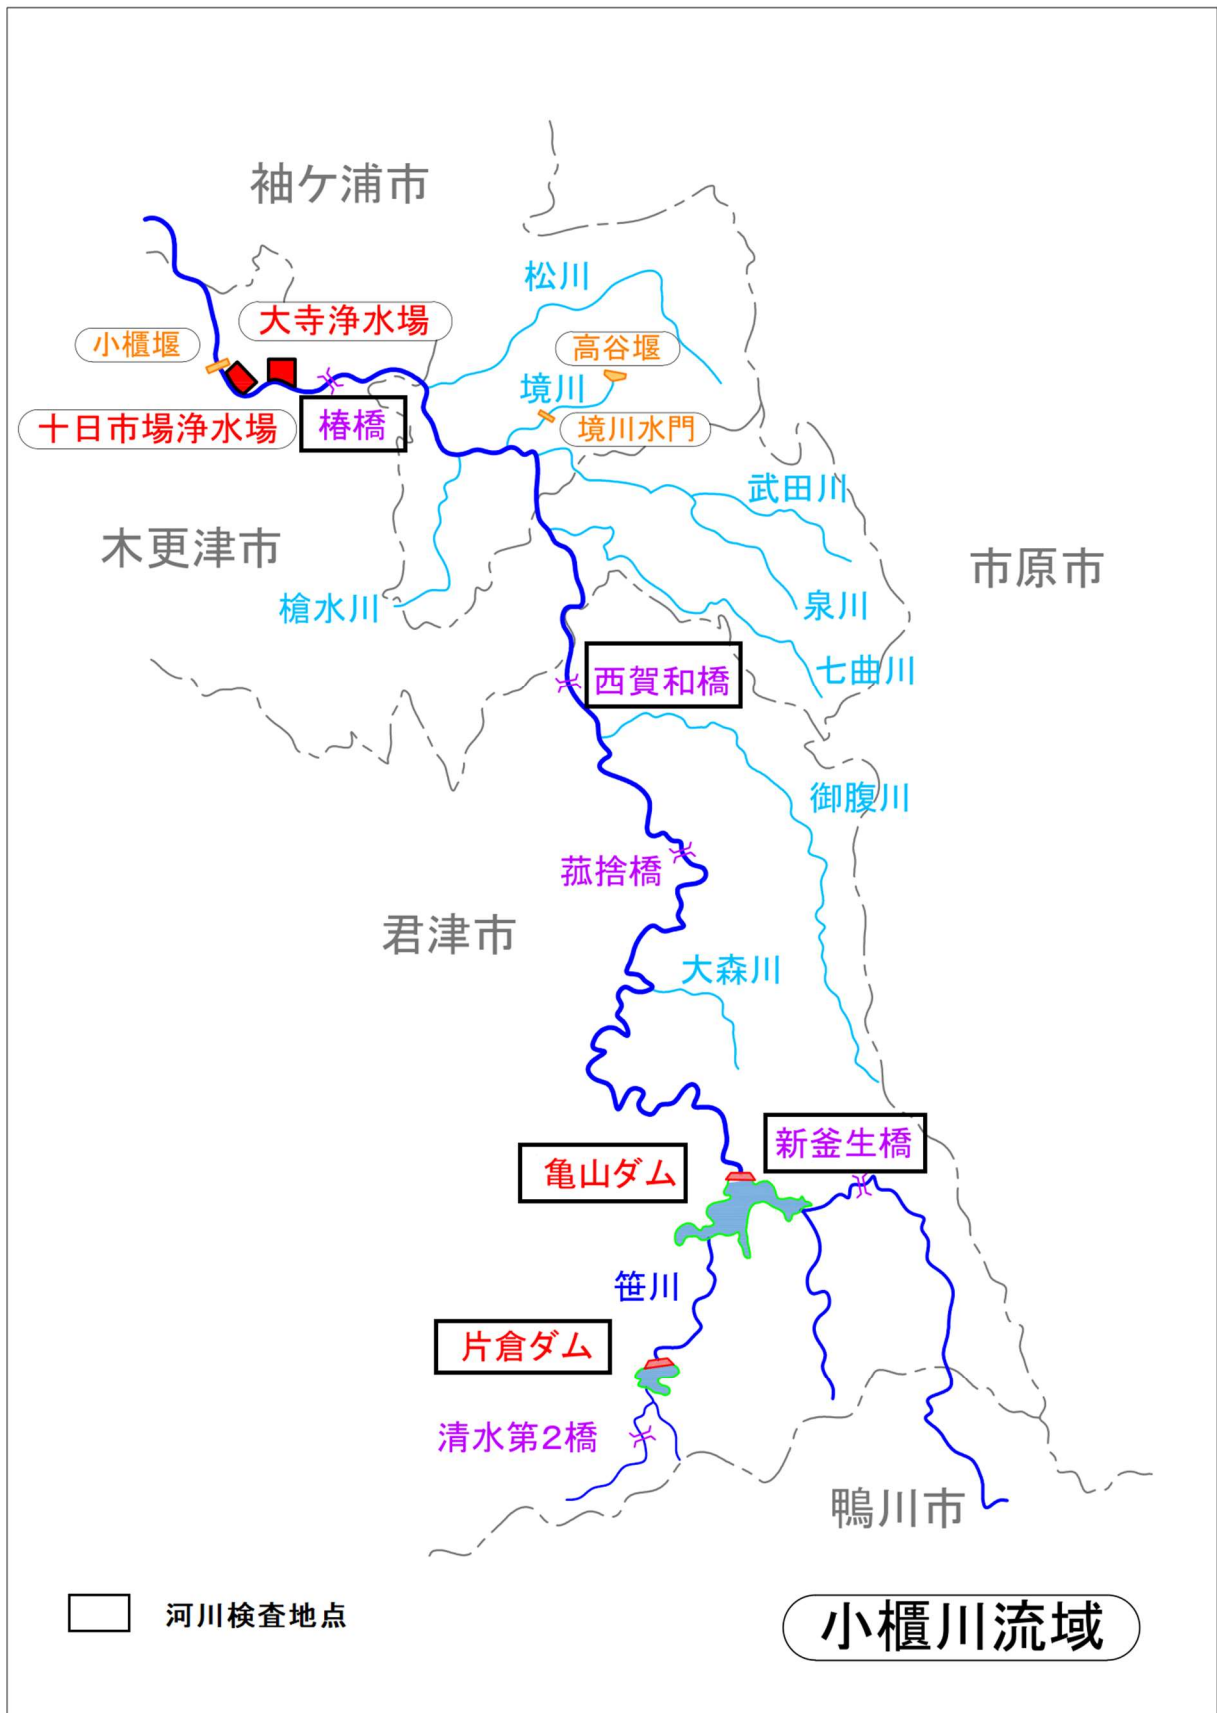 袖ケ浦市
松川
大寺浄水場
小櫃堰
高谷堰
境川
十日市場浄水場
椿橋
境川水門
武田川
木更津市
市原市
槍水川
泉川
七曲川
西賀和橋
御腹川
菰捨橋
君津市
大森川
新釜生橋
亀山ダム
笹川
片倉ダム
清水第2橋
鴨川市
河川検査地点
小櫃川流域